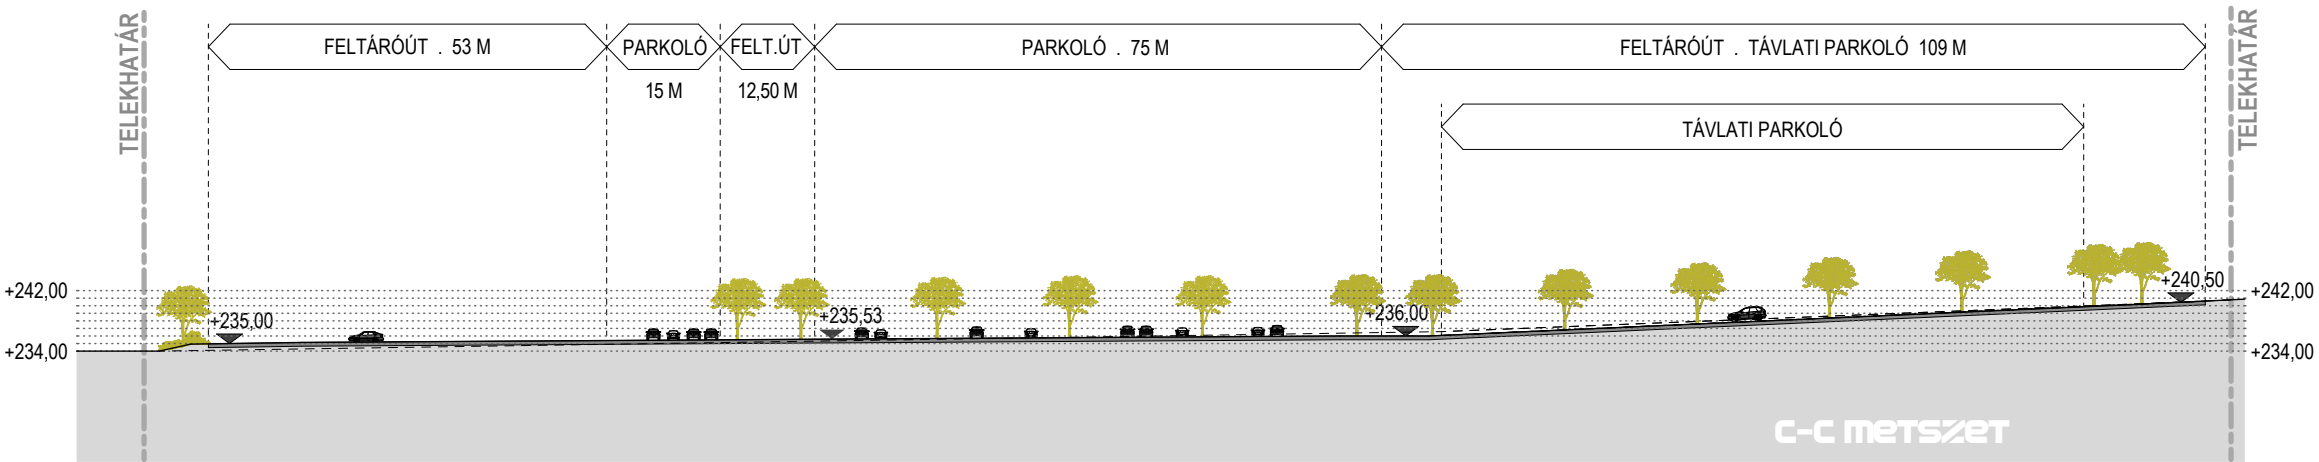 TELEKHATÁR
FELTÁRÓÚT . 53 M
PARKOLÓ
FELT.ÚT
PARKOLÓ . 75 M
FELTÁRÓÚT . TÁVLATI PARKOLÓ 109 M
TELEKHATÁR
15 M
12,50 M
TÁVLATI PARKOLÓ
+242,00
+235,00
+235,53
+236,00
+240,50
+242,00
+234,00
+234,00
c-c metszet